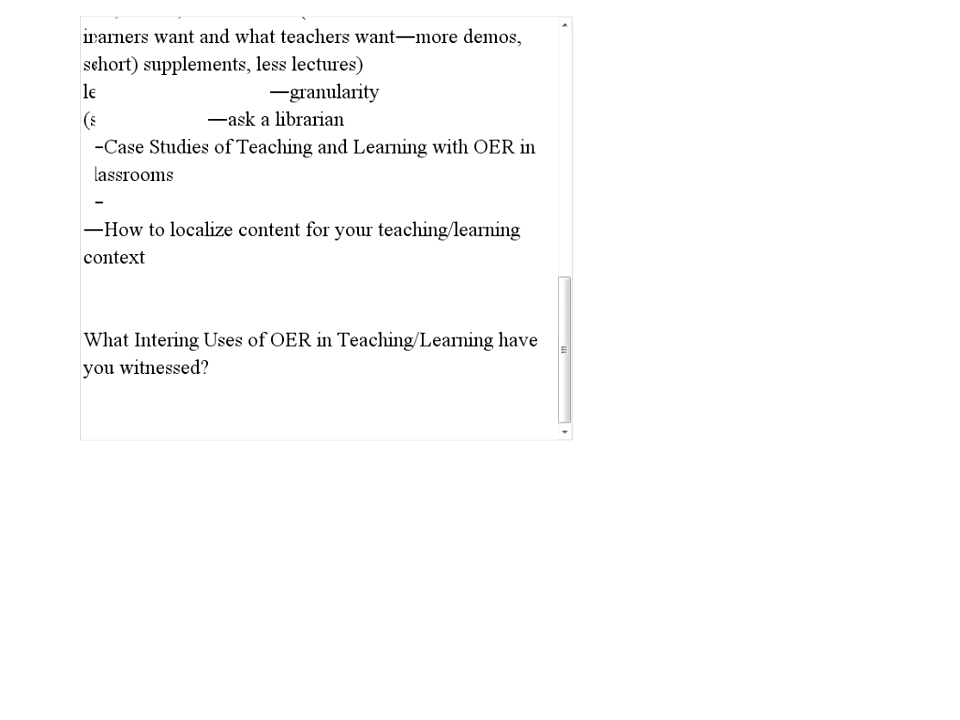 arners want and what teachers want—more demos,
short) supplements, less lectures)
—granularity
—ask a librarian
-Case Studies of Teaching and Learning with OER in
lassrooms
-
—How to localize content for your teaching/learning
context
What Intering Uses of OER in Teaching/Learning have
you witnessed?